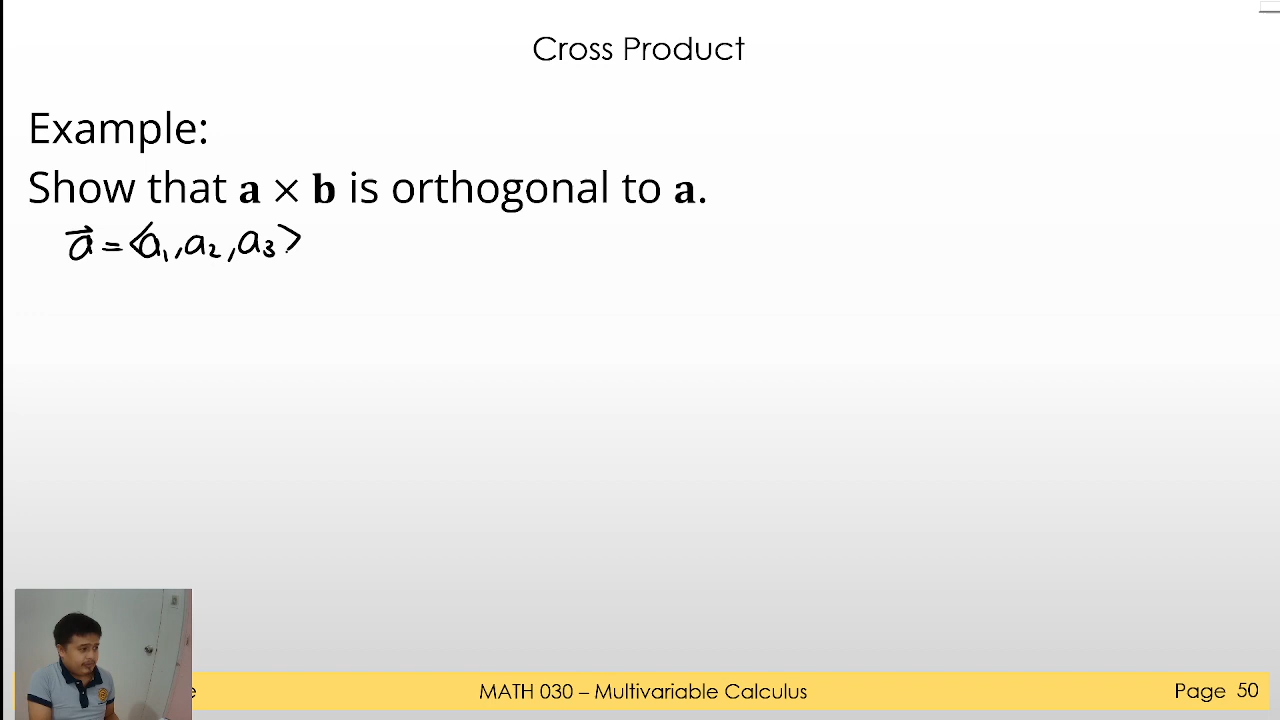 Cross Product
Example:
Show that a × b is orthogonal to a.
a⃗ = <a₁, a₂, a₃>
MATH 030 – Multivariable Calculus
Page 50